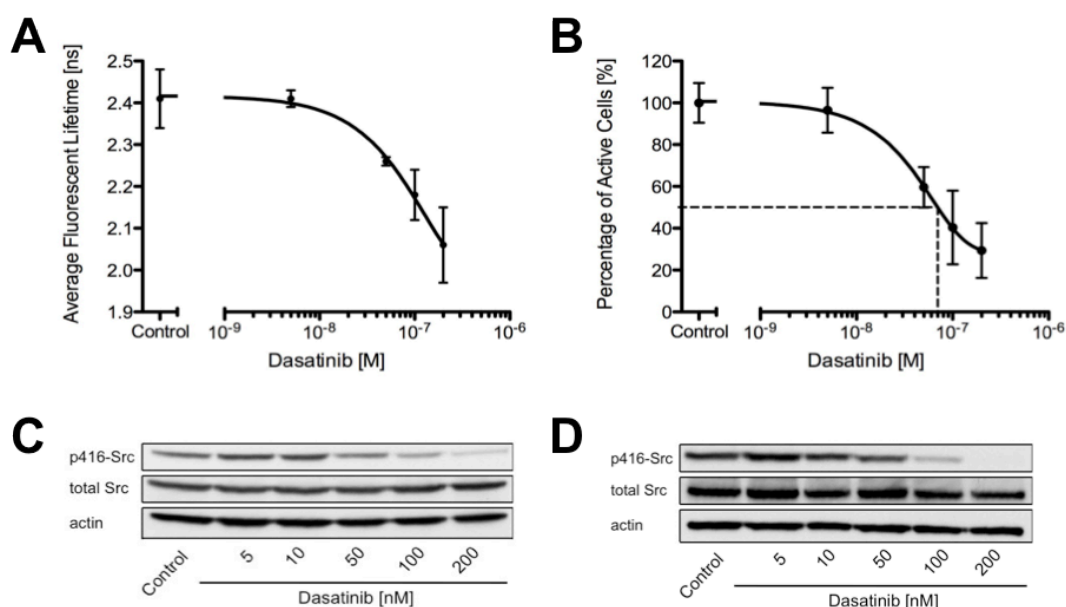 A
Average Fluorescent Lifetime [ns]
2.5
2.4
2.3
2.2
2.1
2.0
1.9
Control
10⁻⁹ 10⁻⁸ 10⁻⁷ 10⁻⁶
Dasatinib [M]
B
Percentage of Active Cells [%]
120
100
80
60
40
20
0
Control
10⁻⁹ 10⁻⁸ 10⁻⁷ 10⁻⁶
Dasatinib [M]
C
p416-Src
total Src
actin
Control 5 10 50 100 200
Dasatinib [nM]
D
p416-Src
total Src
actin
Control 5 10 50 100 200
Dasatinib [nM]